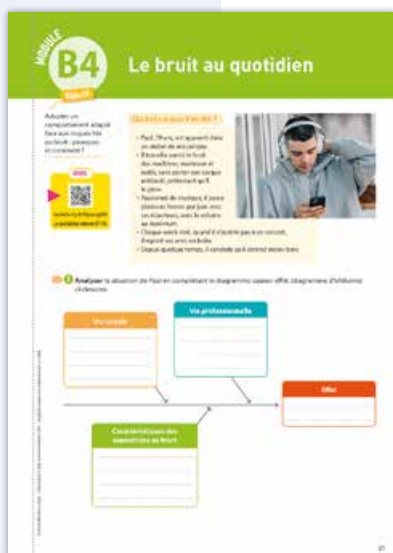 MODULE
B4
Le bruit au quotidien
Adopter un
comportement adapté
face aux risques liés
au bruit : pourquoi
et comment ?
Qu'est-ce que t'as dit ?
• Paul, 19 ans, est apprenti dans
un atelier de mécanique.
• Il travaille parmi le bruit
des machines, moteurs et
outils, sans porter son casque
antibruit, prétextant qu'il
le gêne.
• Passionné de musique, il passe
plusieurs heures par jour avec
ses écouteurs, avec le volume
au maximum.
• Chaque week-end, quand il n'assiste pas à un concert,
il rejoint ses amis en boîte.
• Depuis quelque temps, il constate qu'il entend moins bien.
1 Analyser la situation de Paul en complétant le diagramme causes-effet (diagramme d'Ishikawa)
ci-dessous.
Vie sociale
Vie professionnelle
Effet
Caractéristiques des
expositions au bruit